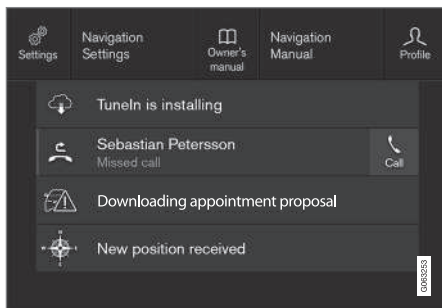 Settings
Navigation
Settings
Owner's
manual
Navigation
Manual
Profile
TuneIn is installing
Sebastian Petersson
Missed call
Call
Downloading appointment proposal
New position received
G063253